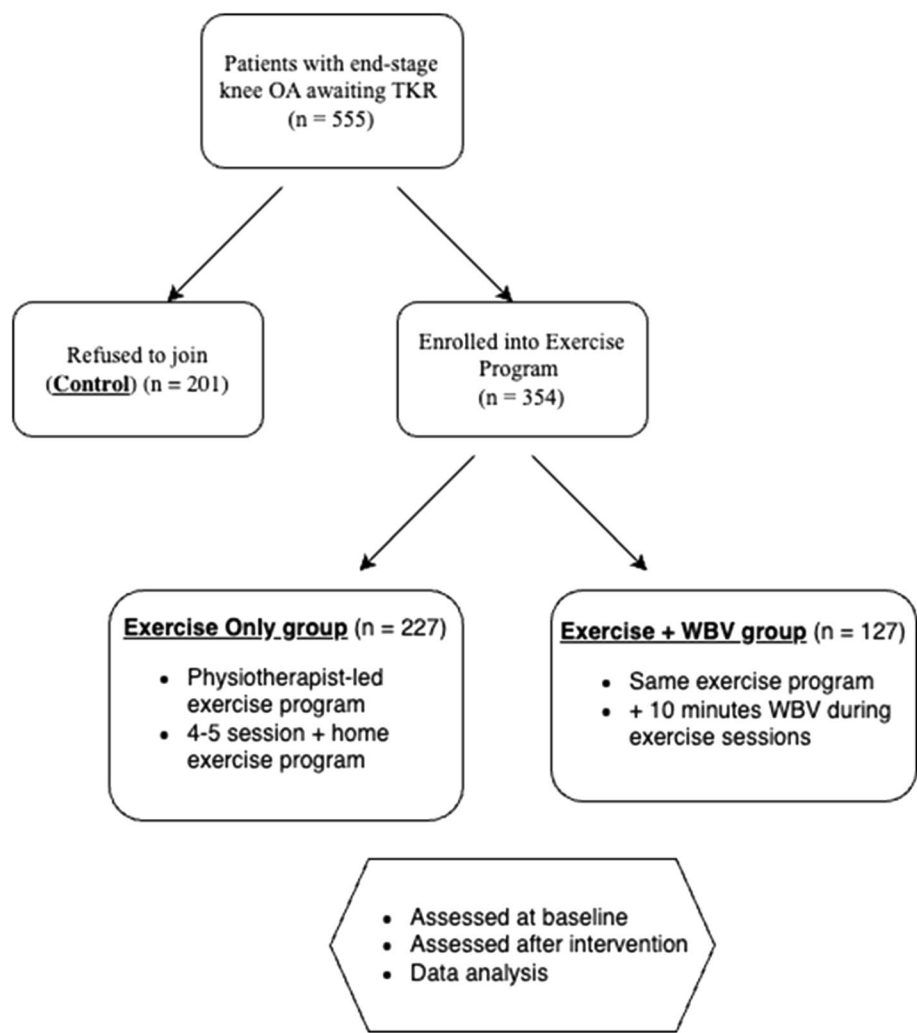 Patients with end-stage
knee OA awaiting TKR
(n = 555)
Refused to join
(Control) (n = 201)
Enrolled into Exercise
Program
(n = 354)
Exercise Only group (n = 227)
• Physiotherapist-led
exercise program
• 4-5 session + home
exercise program
Exercise + WBV group (n = 127)
• Same exercise program
• + 10 minutes WBV during
exercise sessions
• Assessed at baseline
• Assessed after intervention
• Data analysis